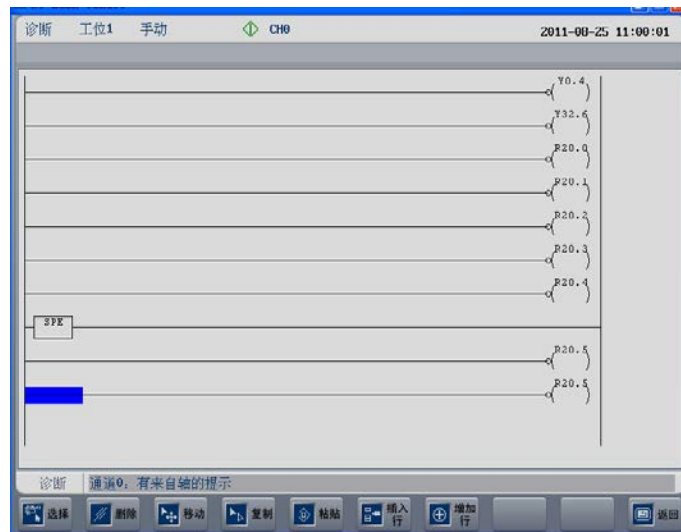 诊断 工位1 手动 CH0 2011-08-25 11:00:01
Y0.4
Y32.6
R20.0
R20.1
R20.2
R20.3
R20.4
SPE
R20.5
R20.5
诊断 通道0，有来自轴的提示
选择 删除 移动 复制 粘贴 插入行 增加行 返回